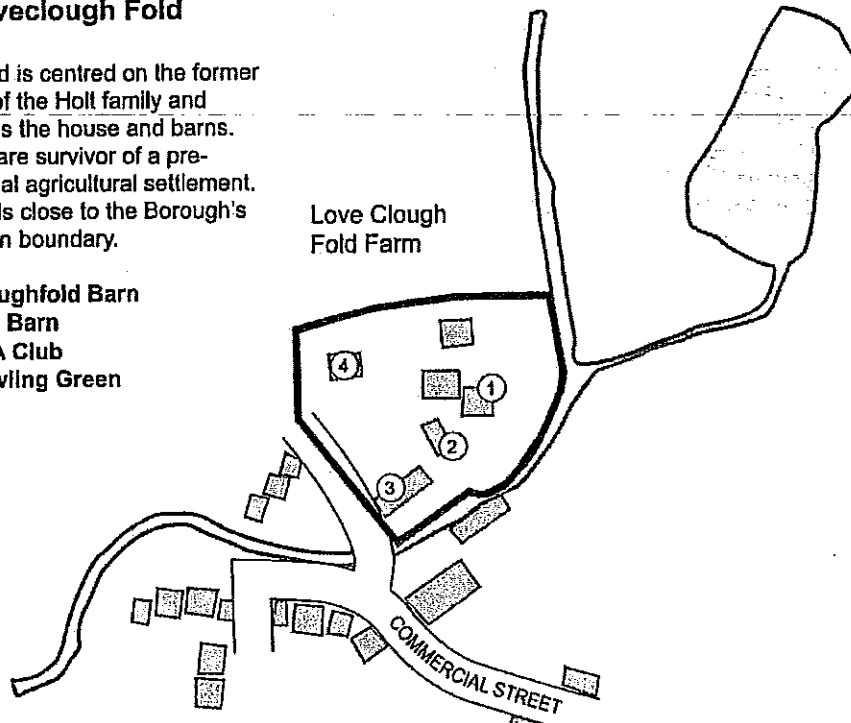 veclough Fold
d is centred on the former
of the Holt family and
s the house and barns.
are survivor of a pre-
al agricultural settlement.
ls close to the Borough's
n boundary.
ughfold Barn
Barn
A Club
wling Green
Love Clough
Fold Farm
4
1
2
3
COMMERCIAL STREET